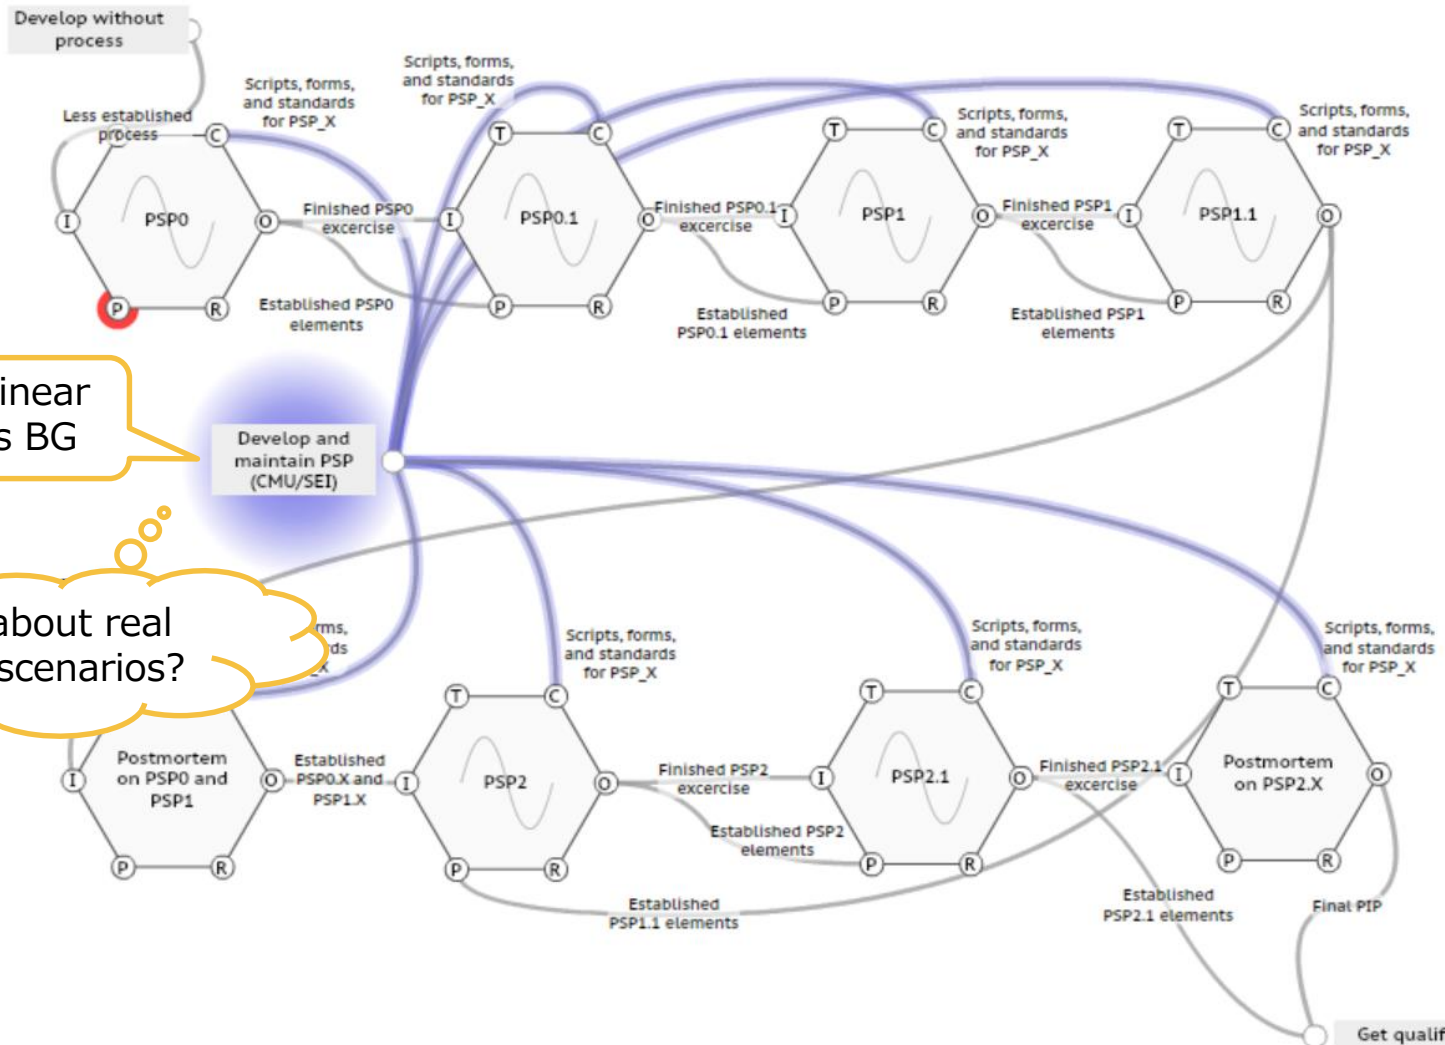 Develop without
process
Less established
process
Scripts, forms,
and standards
for PSP_X
Scripts, forms,
and standards
for PSP_X
Scripts, forms,
and standards
for PSP_X
Scripts, forms,
and standards
for PSP_X
C
I
O
P
R
PSP0
Finished PSP0
excercise
Established PSP0
elements
T
C
I
O
P
R
PSP0.1
Finished PSP0.1
excercise
Established
PSP0.1 elements
T
C
I
O
P
R
PSP1
Finished PSP1
excercise
Established PSP1
elements
T
C
I
O
P
R
PSP1.1
inear
s BG
Develop and
maintain PSP
(CMU/SEI)
about real
scenarios?
rms,
ds
_X
Scripts, forms,
and standards
for PSP_X
Scripts, forms,
and standards
for PSP_X
Scripts, forms,
and standards
for PSP_X
I
O
P
R
Postmortem
on PSP0 and
PSP1
Established
PSP0.X and
PSP1.X
T
C
I
O
P
R
PSP2
Finished PSP2
excercise
Established PSP2
elements
Established
PSP1.1 elements
T
C
I
O
P
R
PSP2.1
Finished PSP2.1
excercise
Established
PSP2.1 elements
T
C
I
O
P
R
Postmortem
on PSP2.X
Final PIP
Get qualif